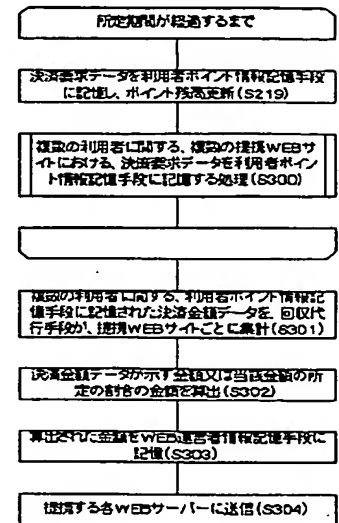 所定期間が経過するまで
決済要求データを利用者ポイント情報記憶手段
に記憶し、ポイント残高更新(S219)
複数の利用者に関する、複数の提携WEBサ
イトにおける、決済要求データを利用者ポイン
ト情報記憶手段に記憶する処理(S300)
複数の利用者に関する、利用者ポイント情報記
憶手段に記憶された決済金額データを、回収代
行手段が、提携WEBサイトごとに集計(S301)
決済金額データが示す金額又は当該金額の所
定の割合の金額を算出(S302)
算出された金額をWEB運営者情報記憶手段に
記憶(S303)
提携する各WEBサーバーに送信(S304)